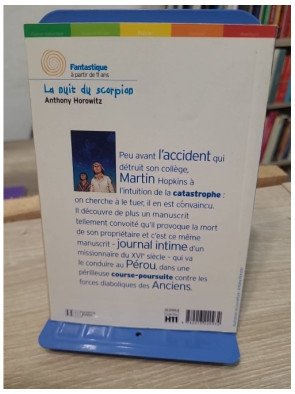 Fantastique
à partir de 11 ans
La nuit du scorpion
Anthony Horowitz
Peu avant l'accident qui
détruit son collège,
Martin Hopkins a
l'intuition de la catastrophe :
on cherche à le tuer, il en est convaincu.
Il découvre de plus un manuscrit
tellement convoité qu'il provoque la mort
de son propriétaire et c'est ce même
manuscrit - journal intime d'un
missionnaire du XVIe siècle - qui va
le conduire au Pérou, dans une
périlleuse course-poursuite contre les
forces diaboliques des Anciens.
H11